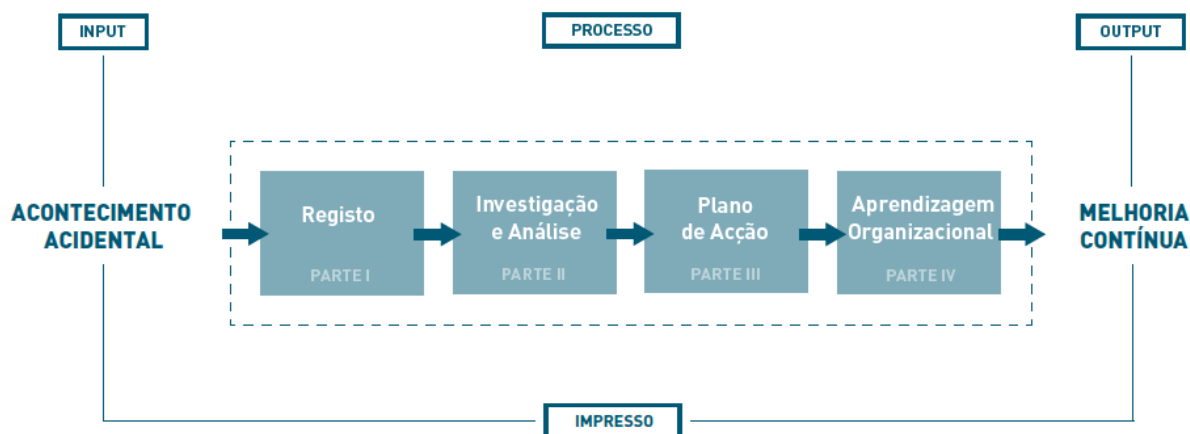 INPUT
PROCESSO
OUTPUT
ACONTECIMENTO
ACIDENTAL
Registo
PARTE I
Investigação
e Análise
PARTE II
Plano
de Acção
PARTE III
Aprendizagem
Organizacional
PARTE IV
MELHORIA
CONTÍNUA
IMPRESSO